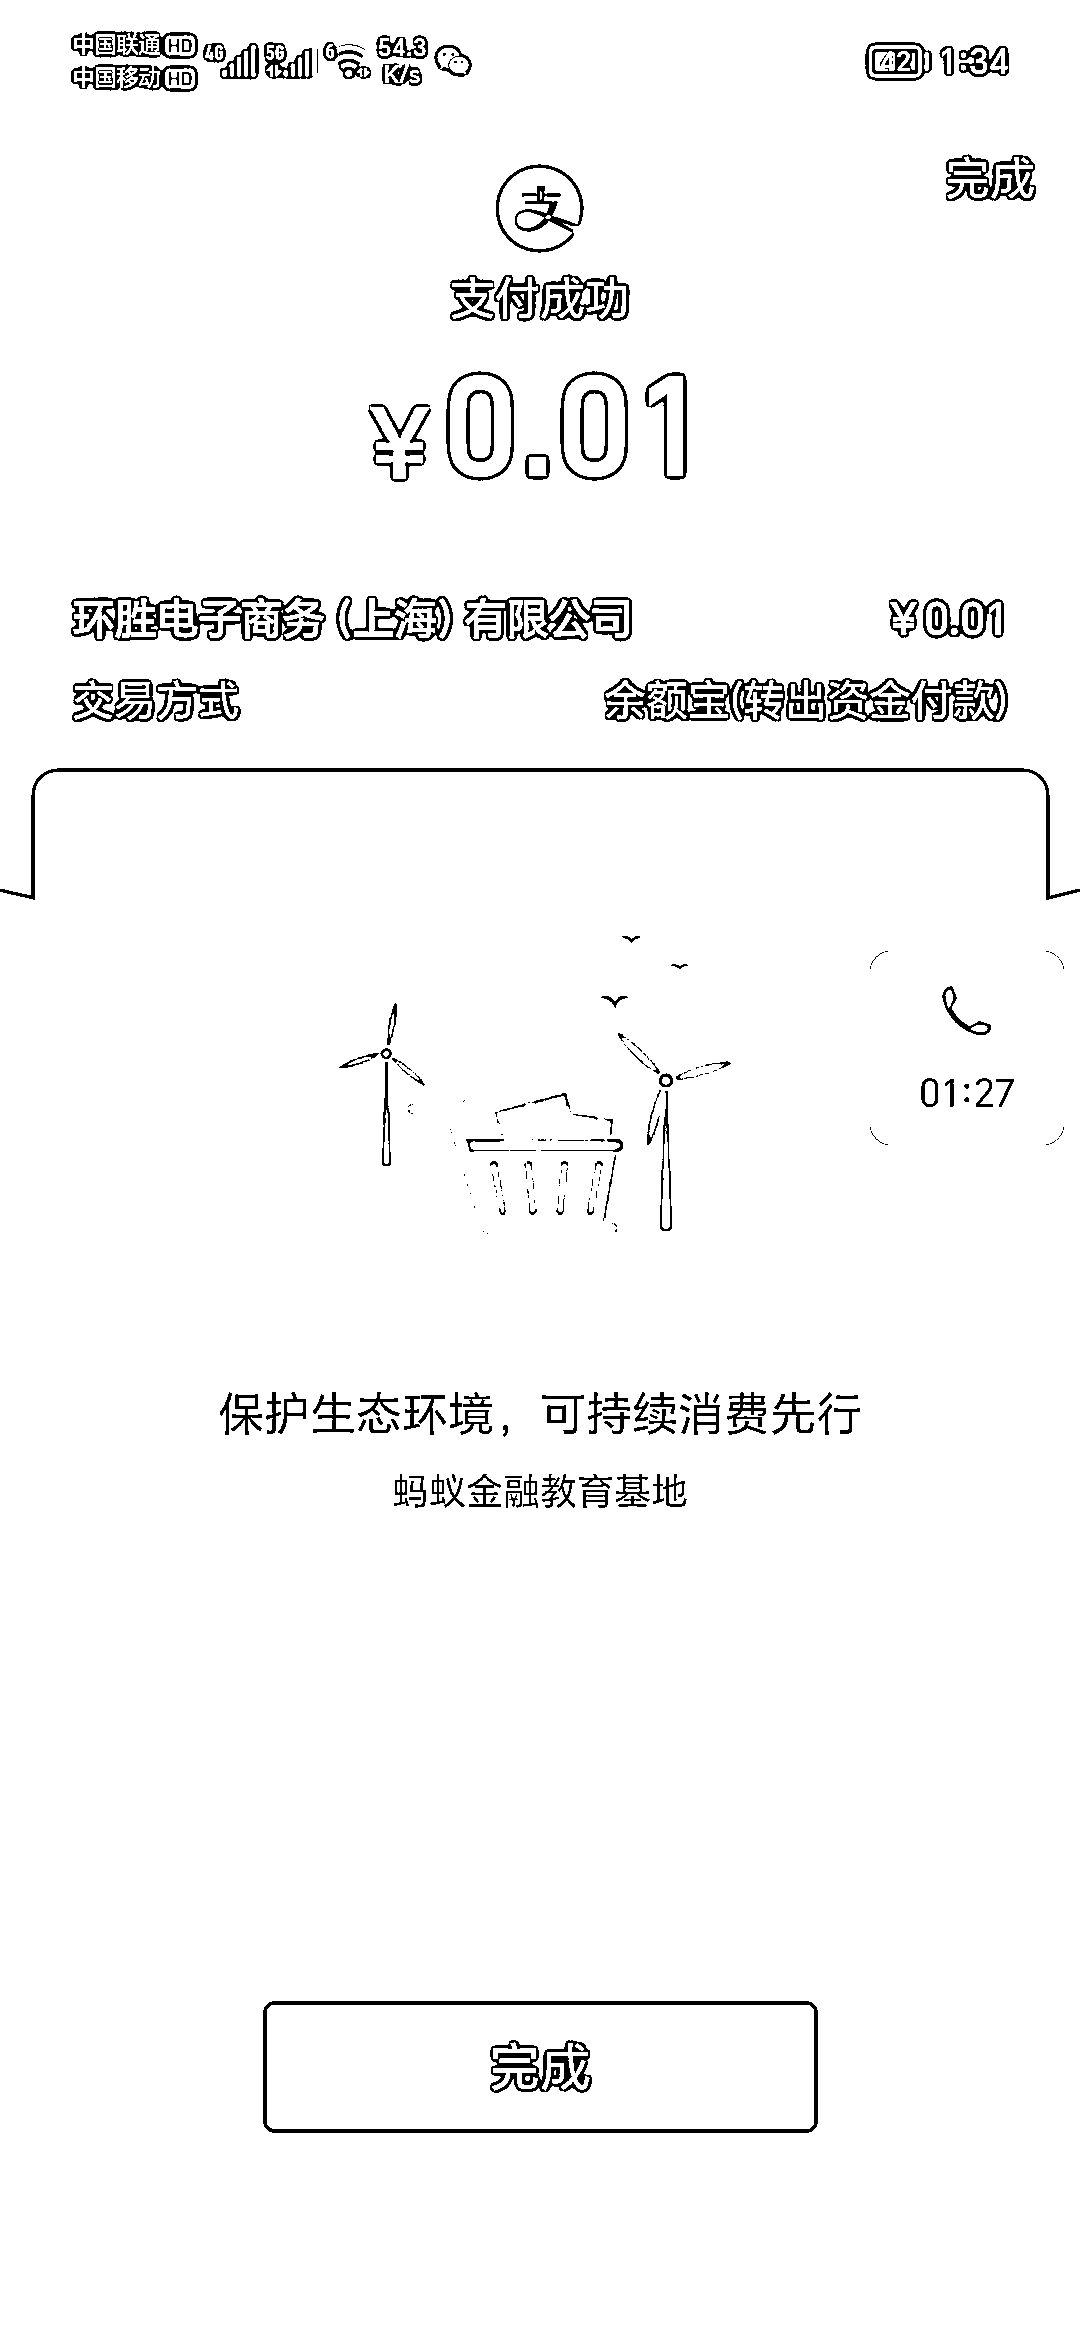 中国联通 HD 4G 5G 6 54.3 K/s 42 1:34
中国移动 HD
完成
支
支付成功
¥0.01
环胜电子商务（上海）有限公司 ¥0.01
交易方式 余额宝(转出资金付款)
01:27
保护生态环境，可持续消费先行
蚂蚁金融教育基地
完成